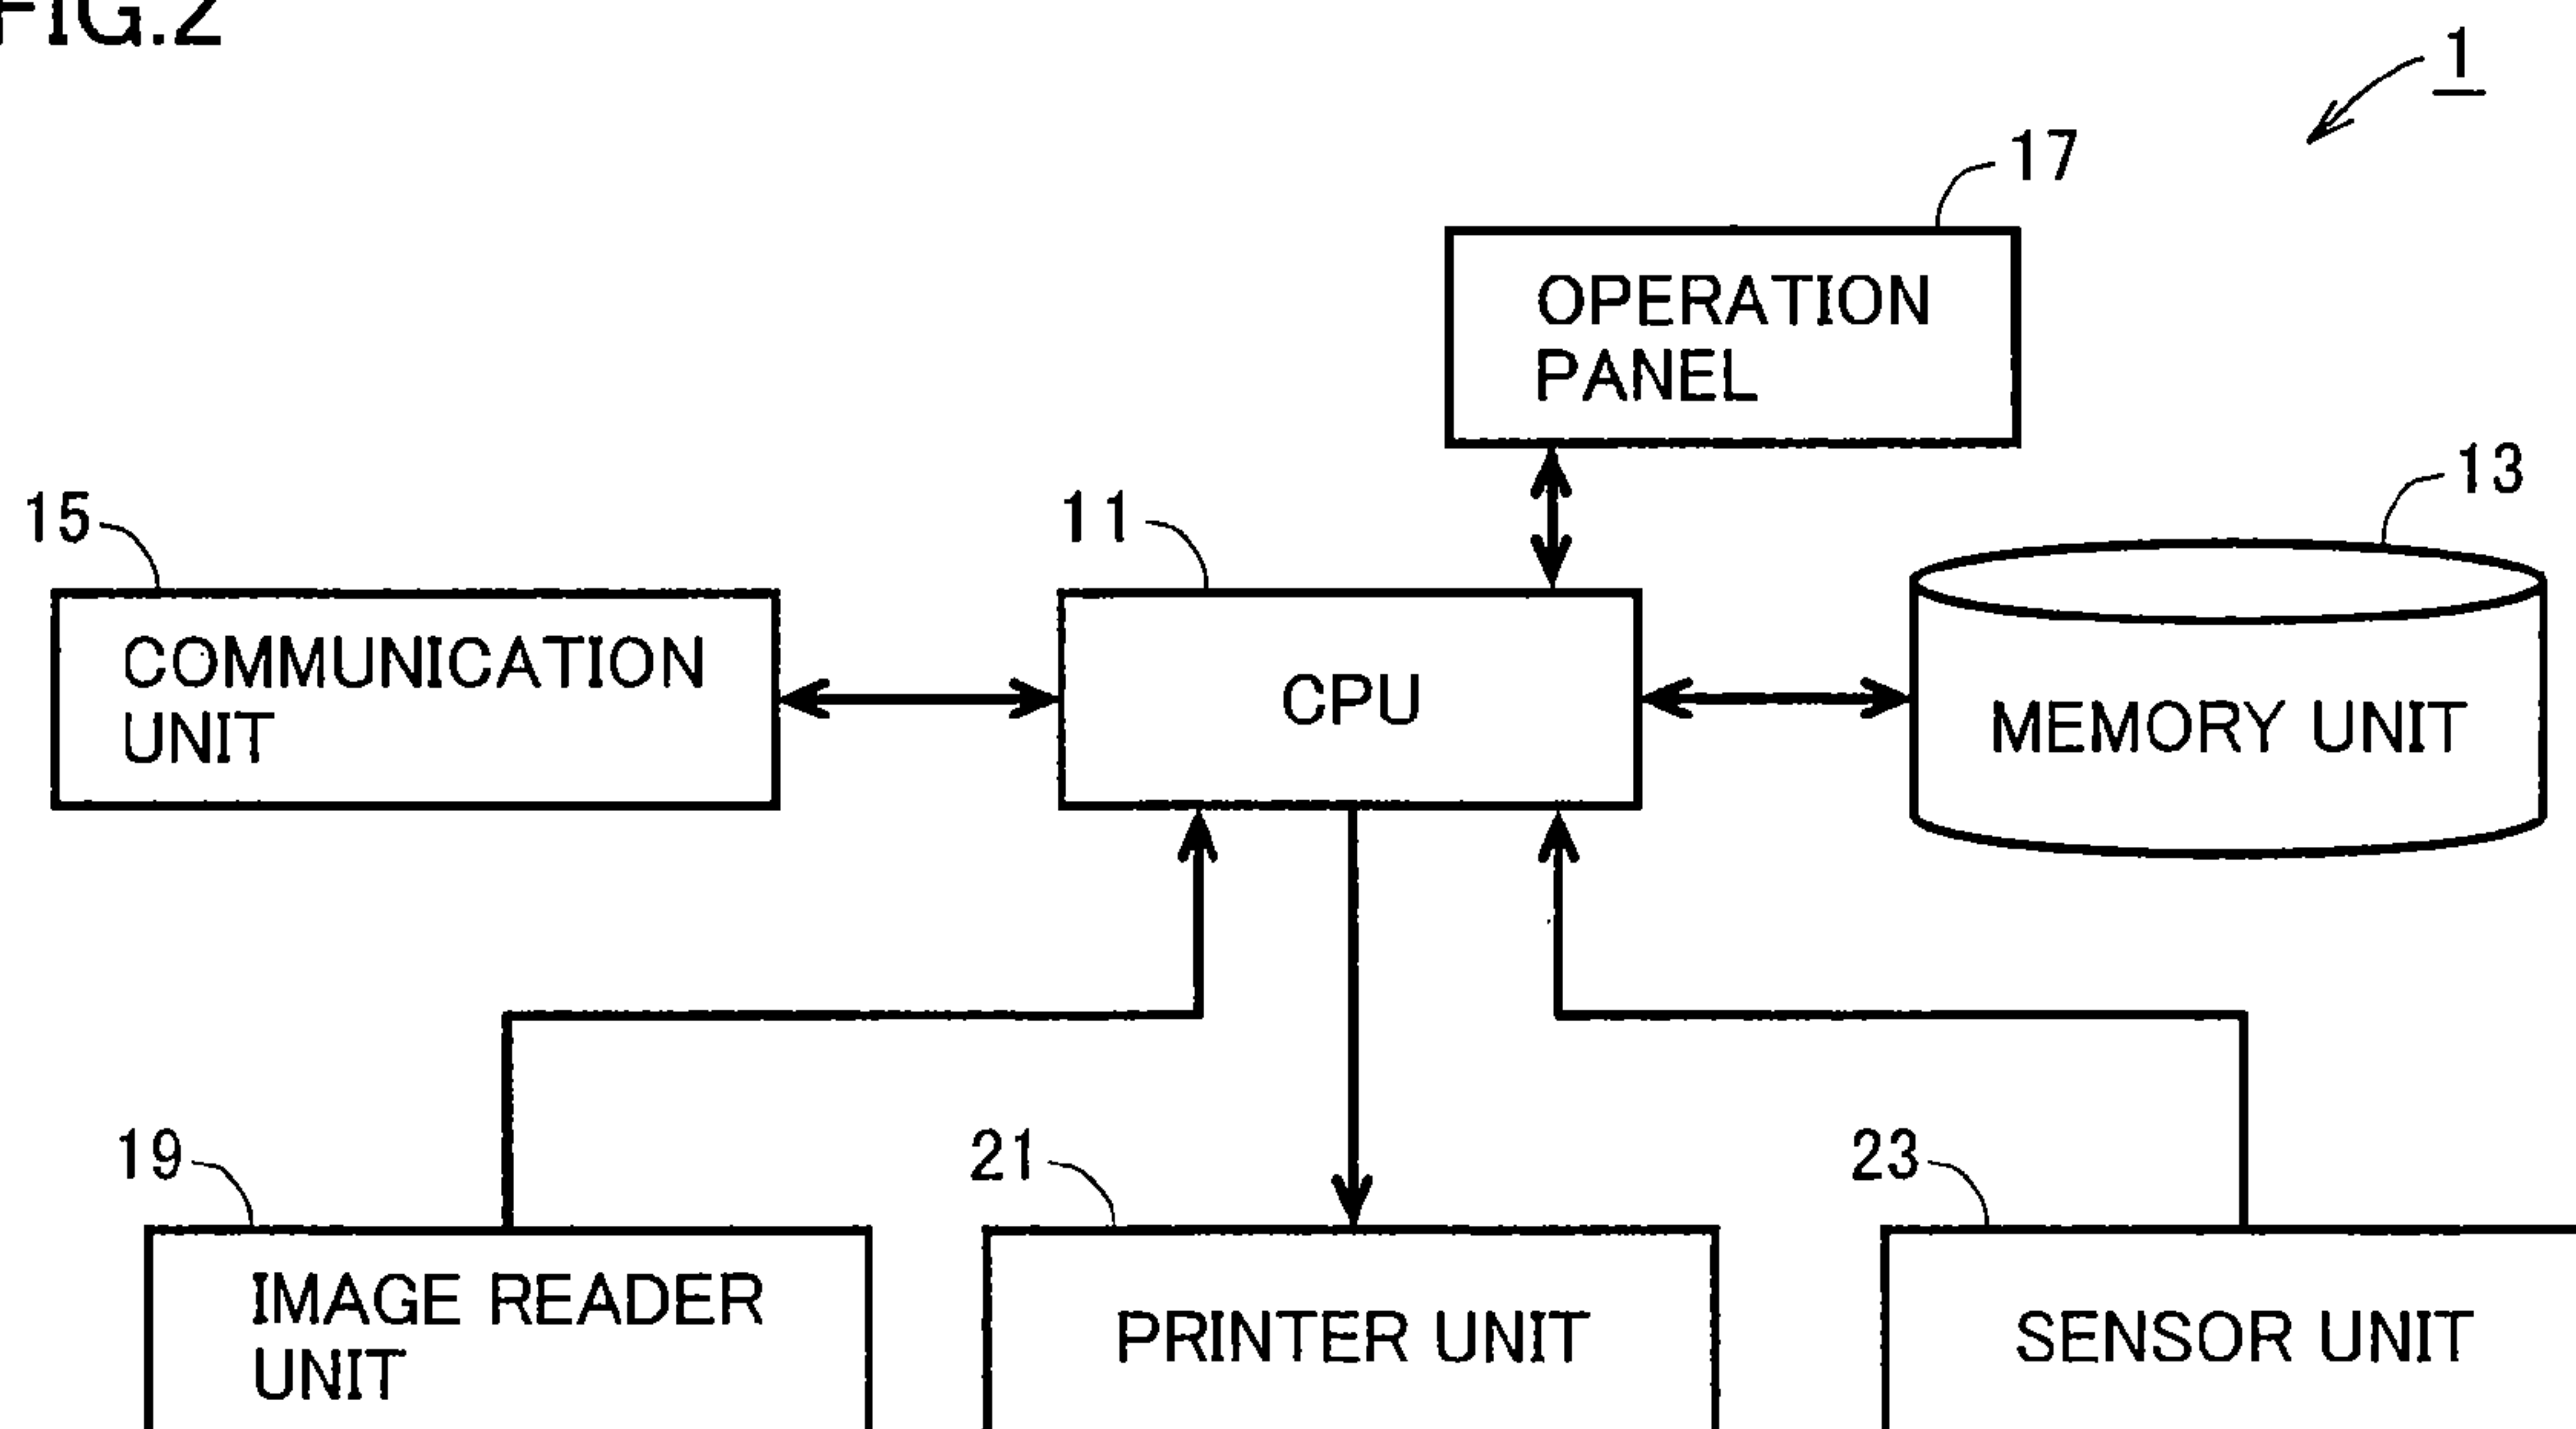 FIG.2
1
17
OPERATION
PANEL
13
15
11
COMMUNICATION
UNIT
CPU
MEMORY UNIT
19
21
23
IMAGE READER
UNIT
PRINTER UNIT
SENSOR UNIT